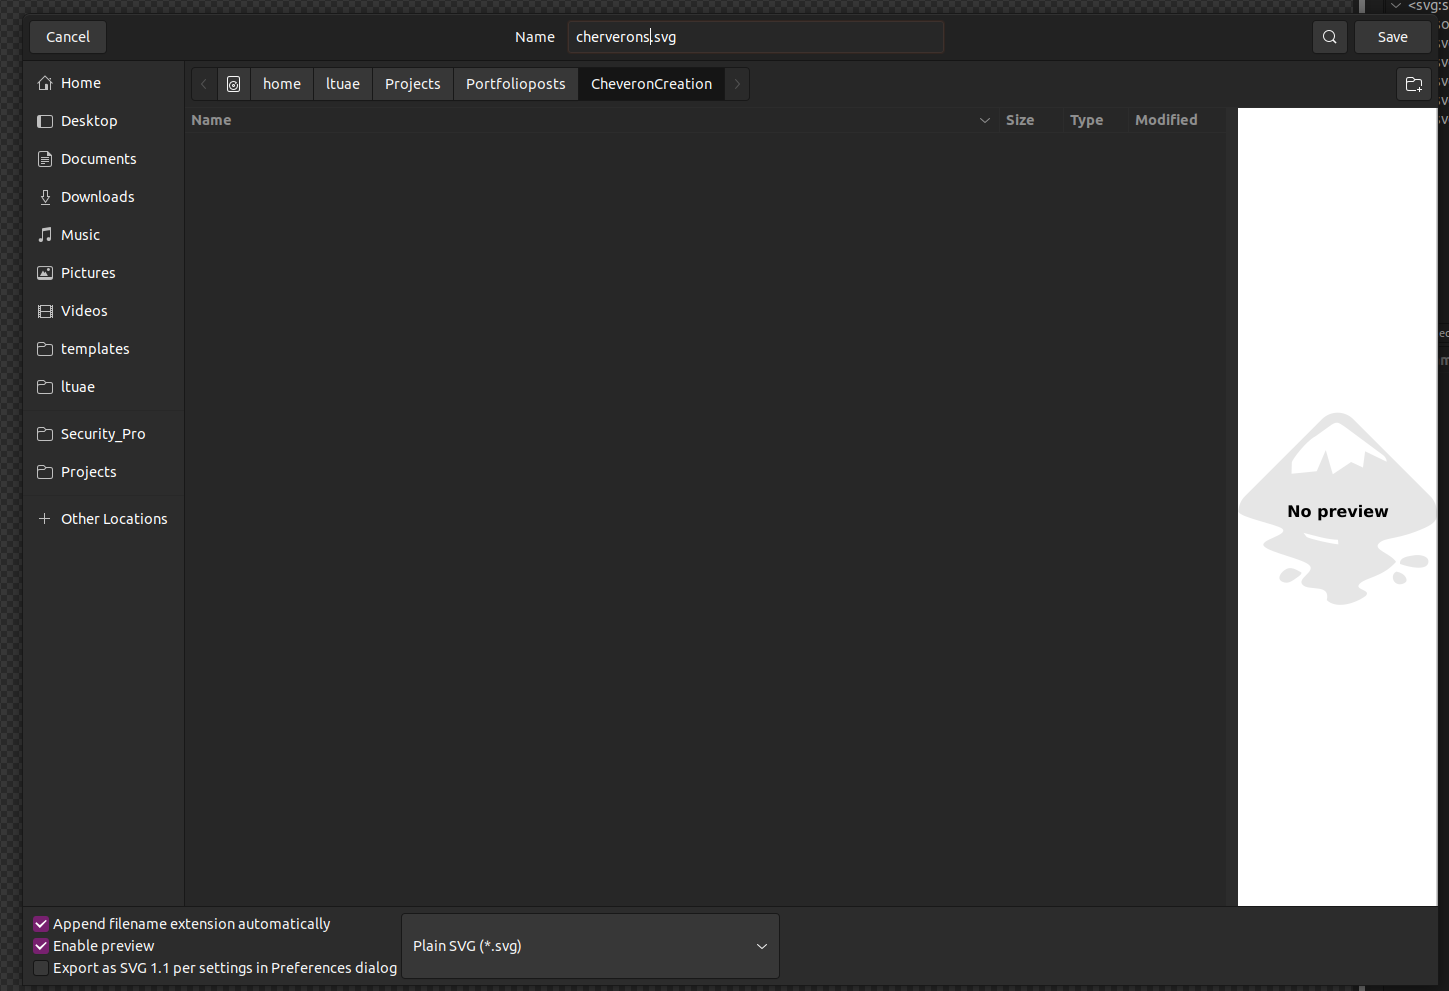 <svg:s
Cancel
Name
cherverons.svg
Save
home
ltuae
Projects
Portfolioposts
CheveronCreation
Home
Desktop
Documents
Downloads
Music
Pictures
Videos
templates
ltuae
Security_Pro
Projects
Other Locations
Name
Size
Type
Modified
No preview
Append filename extension automatically
Enable preview
Export as SVG 1.1 per settings in Preferences dialog
Plain SVG (*.svg)